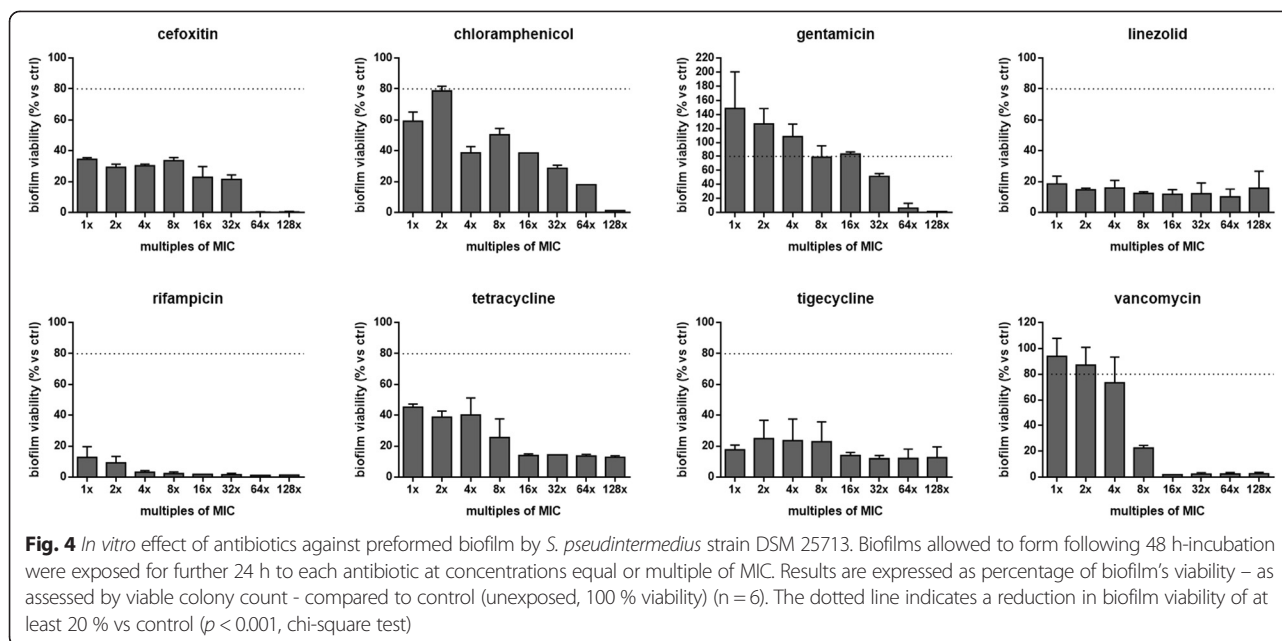 cefoxitin
biofilm viability (% vs ctrl)
100
80
60
40
20
0
1x 2x 4x 8x 16x 32x 64x 128x
multiples of MIC
chloramphenicol
biofilm viability (% vs ctrl)
100
80
60
40
20
0
1x 2x 4x 8x 16x 32x 64x 128x
multiples of MIC
gentamicin
biofilm viability (% vs ctrl)
220
200
180
160
140
120
100
80
60
40
20
0
1x 2x 4x 8x 16x 32x 64x 128x
multiples of MIC
linezolid
biofilm viability (% vs ctrl)
100
80
60
40
20
0
1x 2x 4x 8x 16x 32x 64x 128x
multiples of MIC
rifampicin
biofilm viability (% vs ctrl)
100
80
60
40
20
0
1x 2x 4x 8x 16x 32x 64x 128x
multiples of MIC
tetracycline
biofilm viability (% vs ctrl)
100
80
60
40
20
0
1x 2x 4x 8x 16x 32x 64x 128x
multiples of MIC
tigecycline
biofilm viability (% vs ctrl)
100
80
60
40
20
0
1x 2x 4x 8x 16x 32x 64x 128x
multiples of MIC
vancomycin
biofilm viability (% vs ctrl)
120
100
80
60
40
20
0
1x 2x 4x 8x 16x 32x 64x 128x
multiples of MIC
Fig. 4 In vitro effect of antibiotics against preformed biofilm by S. pseudintermedius strain DSM 25713. Biofilms allowed to form following 48 h-incubation
were exposed for further 24 h to each antibiotic at concentrations equal or multiple of MIC. Results are expressed as percentage of biofilm's viability – as
assessed by viable colony count - compared to control (unexposed, 100 % viability) (n = 6). The dotted line indicates a reduction in biofilm viability of at
least 20 % vs control (p < 0.001, chi-square test)